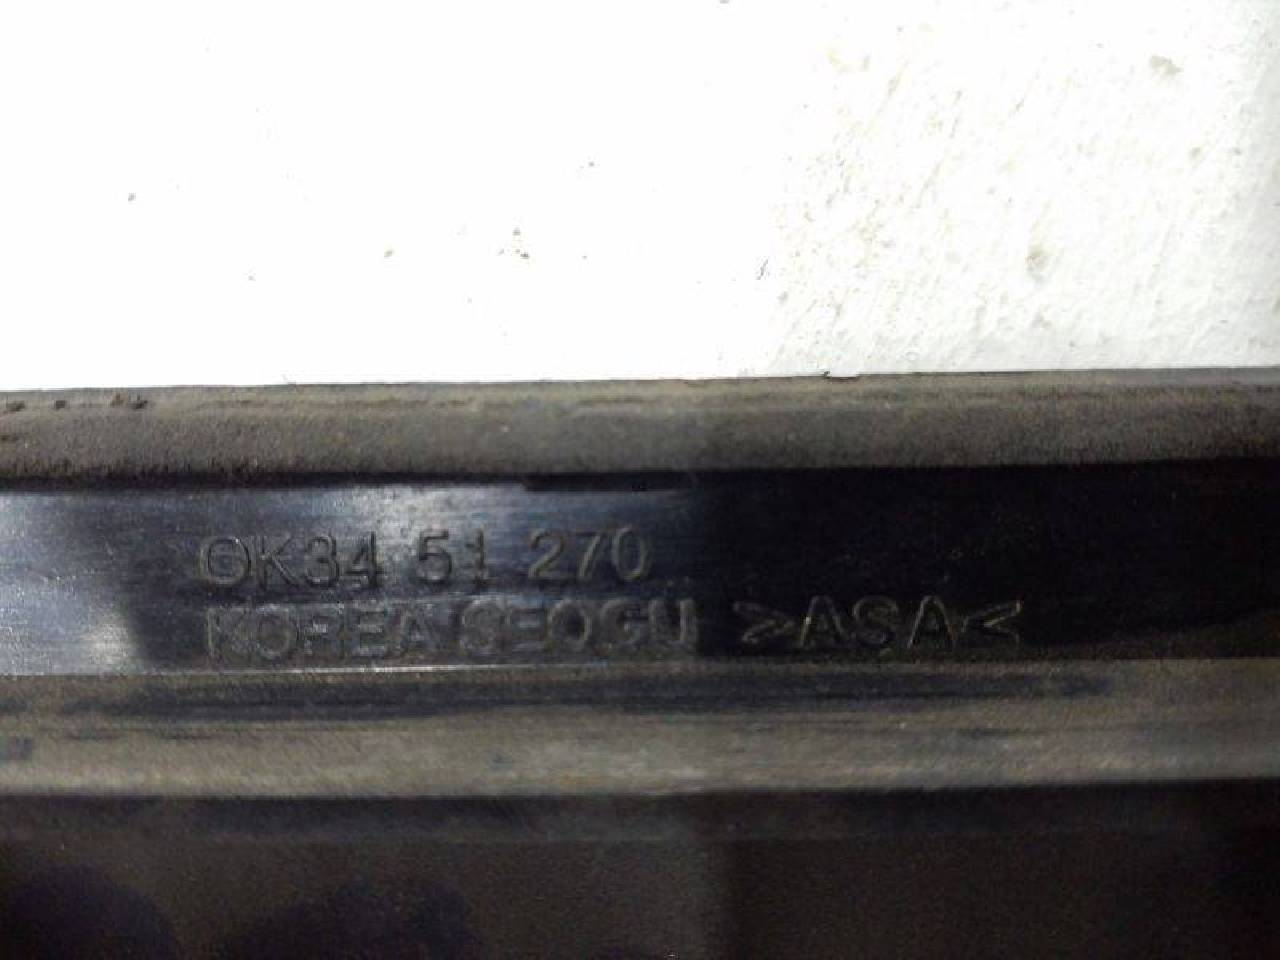 0K34 51 270
KOREA SEOGU >ASA<